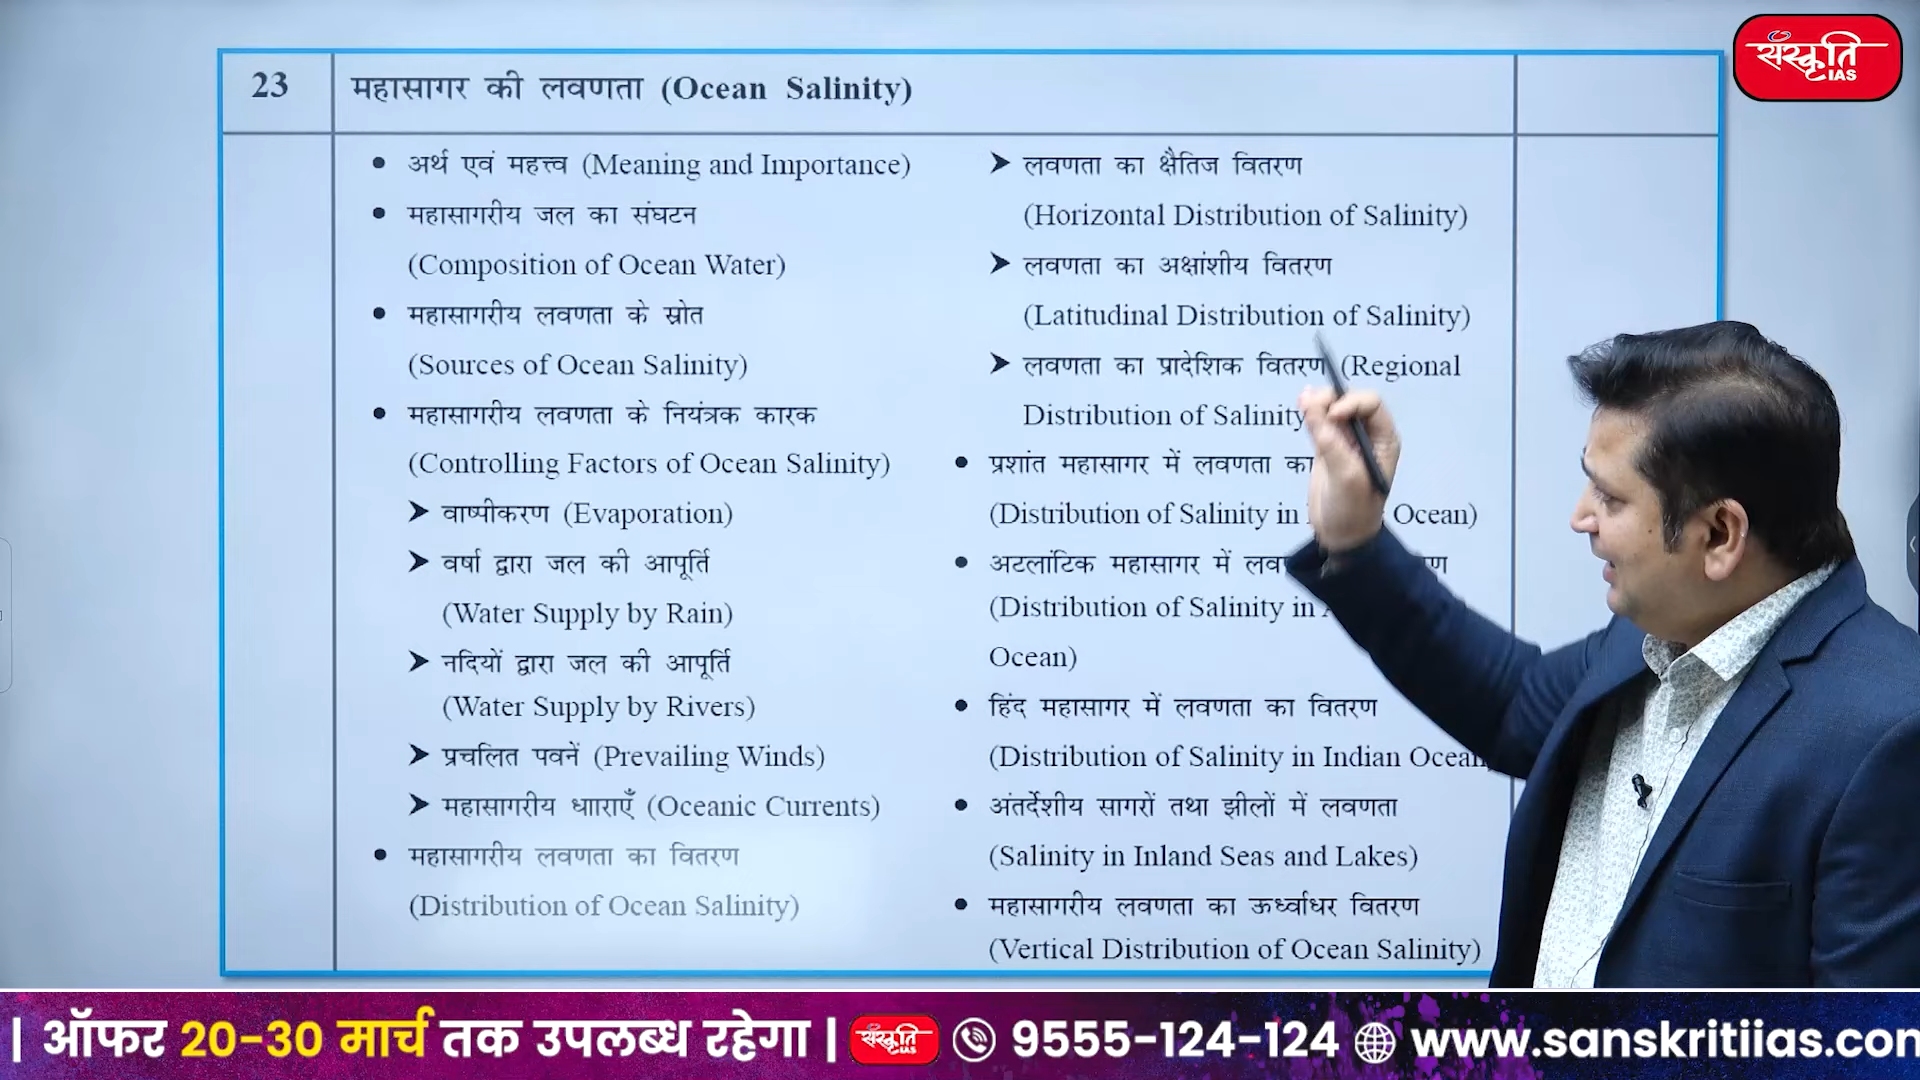 संस्कृति
IAS
23
महासागर की लवणता (Ocean Salinity)
• अर्थ एवं महत्त्व (Meaning and Importance)
• महासागरीय जल का संघटन
(Composition of Ocean Water)
• महासागरीय लवणता के स्रोत
(Sources of Ocean Salinity)
• महासागरीय लवणता के नियंत्रक कारक
(Controlling Factors of Ocean Salinity)
➤ वाष्पीकरण (Evaporation)
➤ वर्षा द्वारा जल की आपूर्ति
(Water Supply by Rain)
➤ नदियों द्वारा जल की आपूर्ति
(Water Supply by Rivers)
➤ प्रचलित पवनें (Prevailing Winds)
➤ महासागरीय धााराएँ (Oceanic Currents)
• महासागरीय लवणता का वितरण
(Distribution of Ocean Salinity)
➤ लवणता का क्षैतिज वितरण
(Horizontal Distribution of Salinity)
➤ लवणता का अक्षांशीय वितरण
(Latitudinal Distribution of Salinity)
➤ लवणता का प्रादेशिक वितरण (Regional
Distribution of Salinity
• प्रशांत महासागर में लवणता का
(Distribution of Salinity in Ocean)
• अटलांटिक महासागर में
(Distribution of Salinity in
Ocean)
• हिंद महासागर में लवणता का वितरण
(Distribution of Salinity in Indian Ocean
• अंतर्देशीय सागरों तथा झीलों में लवणता
(Salinity in Inland Seas and Lakes)
• महासागरीय लवणता का ऊर्ध्वाधर वितरण
(Vertical Distribution of Ocean Salinity)
| ऑफर 20-30 मार्च तक उपलब्ध रहेगा | संस्कृति IAS 9555-124-124 www.sanskritiias.con